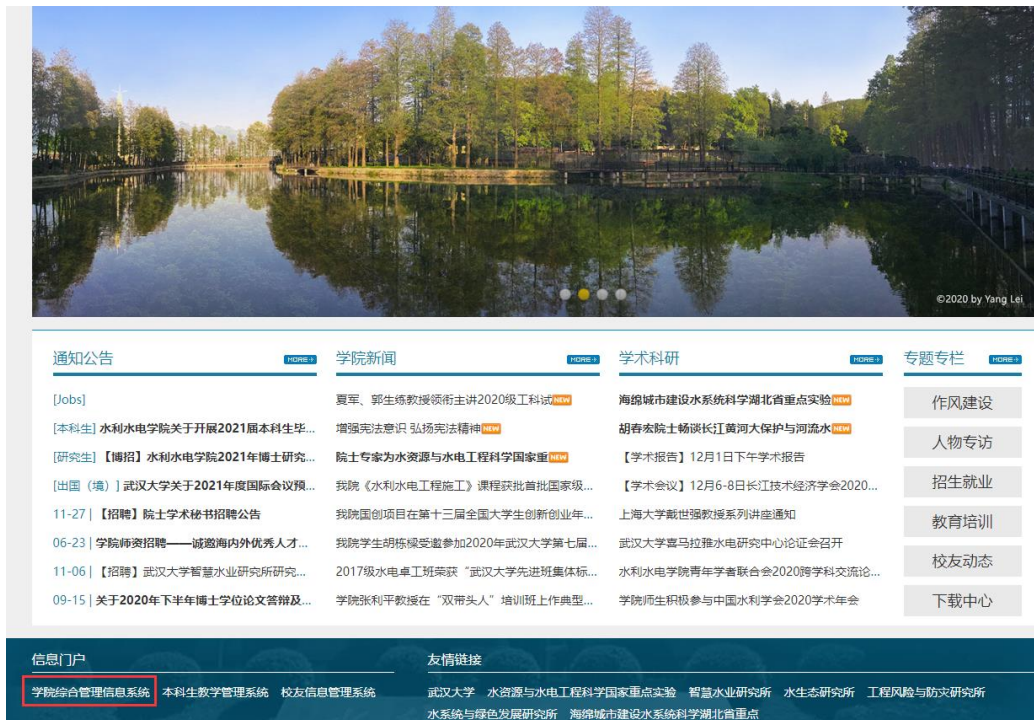 ©2020 by Yang Lei
通知公告 MORE+
[Jobs]
[本科生] 水利水电学院关于开展2021届本科生毕...
[研究生] 【博招】水利水电学院2021年博士研究...
[出国（境）] 武汉大学关于2021年度国际会议预...
11-27 | 【招聘】院士学术秘书招聘公告
06-23 | 学院师资招聘——诚邀海内外优秀人才...
11-06 | 【招聘】武汉大学智慧水业研究所研究...
09-15 | 关于2020年下半年博士学位论文答辩及...
学院新闻 MORE+
夏军、郭生练教授领衔主讲2020级工科试 NEW
增强宪法意识 弘扬宪法精神 NEW
院士专家为水资源与水电工程科学国家重 NEW
我院《水利水电工程施工》课程获批首批国家级...
我院国创项目在第十三届全国大学生创新创业年...
我院学生胡栋樑受邀参加2020年武汉大学第七届...
2017级水电卓工班荣获“武汉大学先进班集体标...
学院张利平教授在“双带头人”培训班上作典型...
学术科研 MORE+
海绵城市建设水系统科学湖北省重点实验 NEW
胡春宏院士畅谈长江黄河大保护与河流水 NEW
【学术报告】12月1日下午学术报告
【学术会议】12月6-8日长江技术经济学会2020...
上海大学戴世强教授系列讲座通知
武汉大学喜马拉雅水电研究中心论证会召开
水利水电学院青年学者联合会2020跨学科交流论...
学院师生积极参与中国水利学会2020学术年会
专题专栏 MORE+
作风建设
人物专访
招生就业
教育培训
校友动态
下载中心
信息门户
学院综合管理信息系统 本科生教学管理系统 校友信息管理系统
友情链接
武汉大学 水资源与水电工程科学国家重点实验 智慧水业研究所 水生态研究所 工程风险与防灾研究所
水系统与绿色发展研究所 海绵城市建设水系统科学湖北省重点